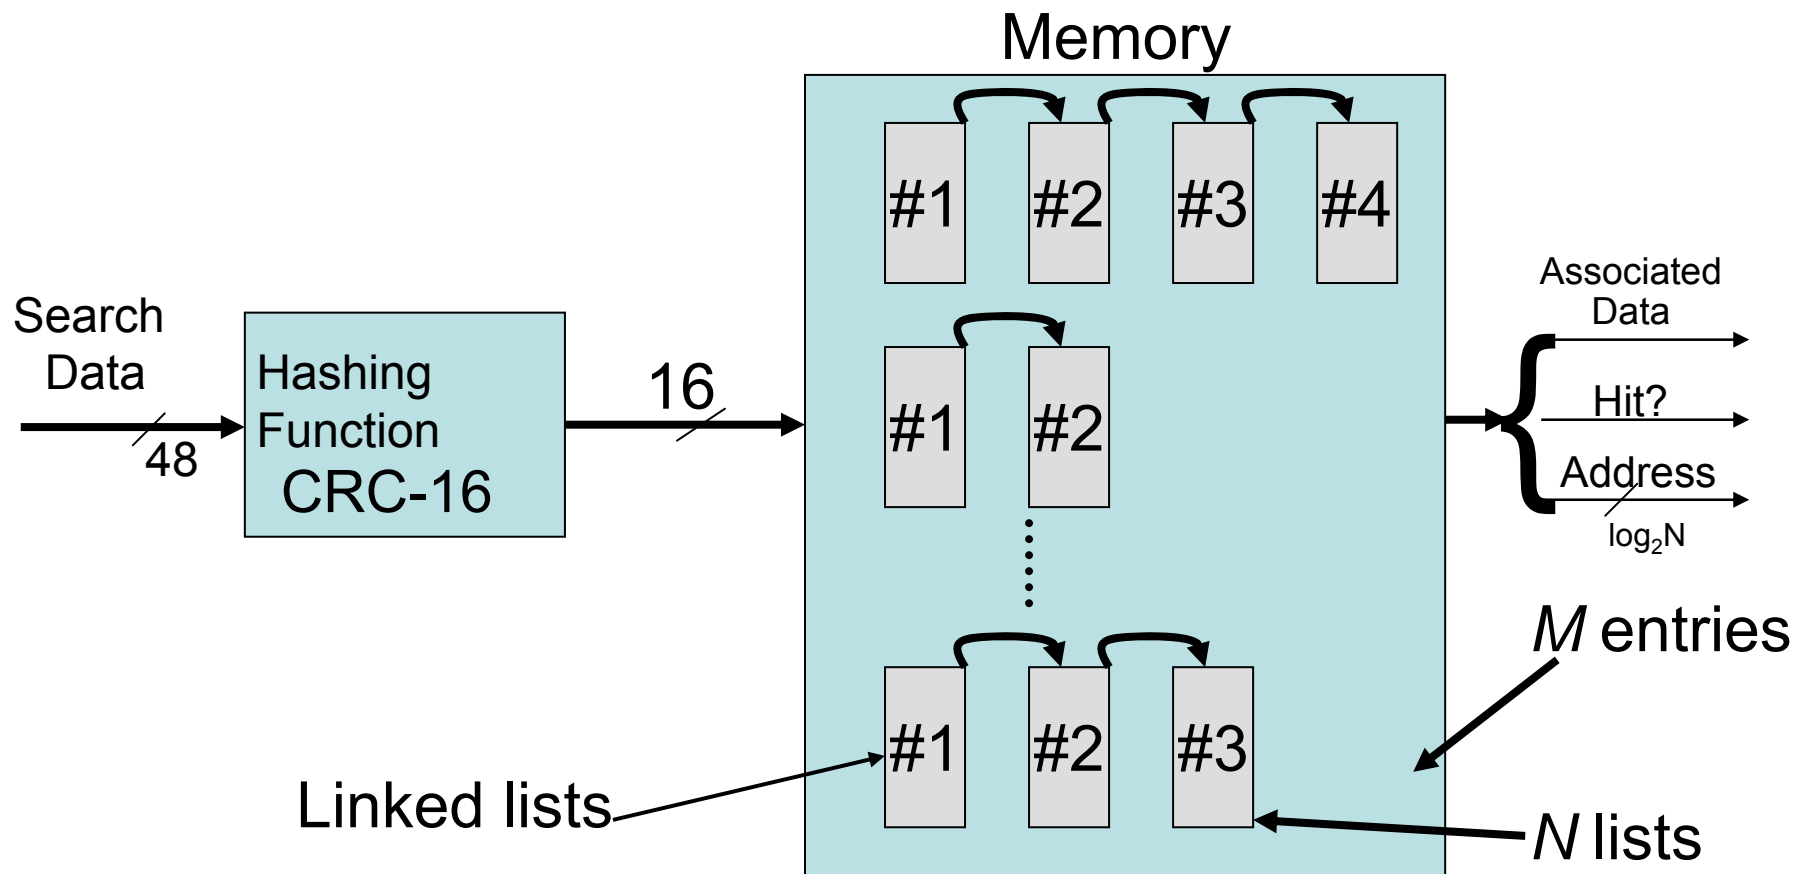 Memory
#1 #2 #3 #4
Search
Data
48
Hashing
Function
CRC-16
16
#1 #2
#1 #2 #3
Linked lists
Associated
Data
Hit?
Address
log₂N
M entries
N lists